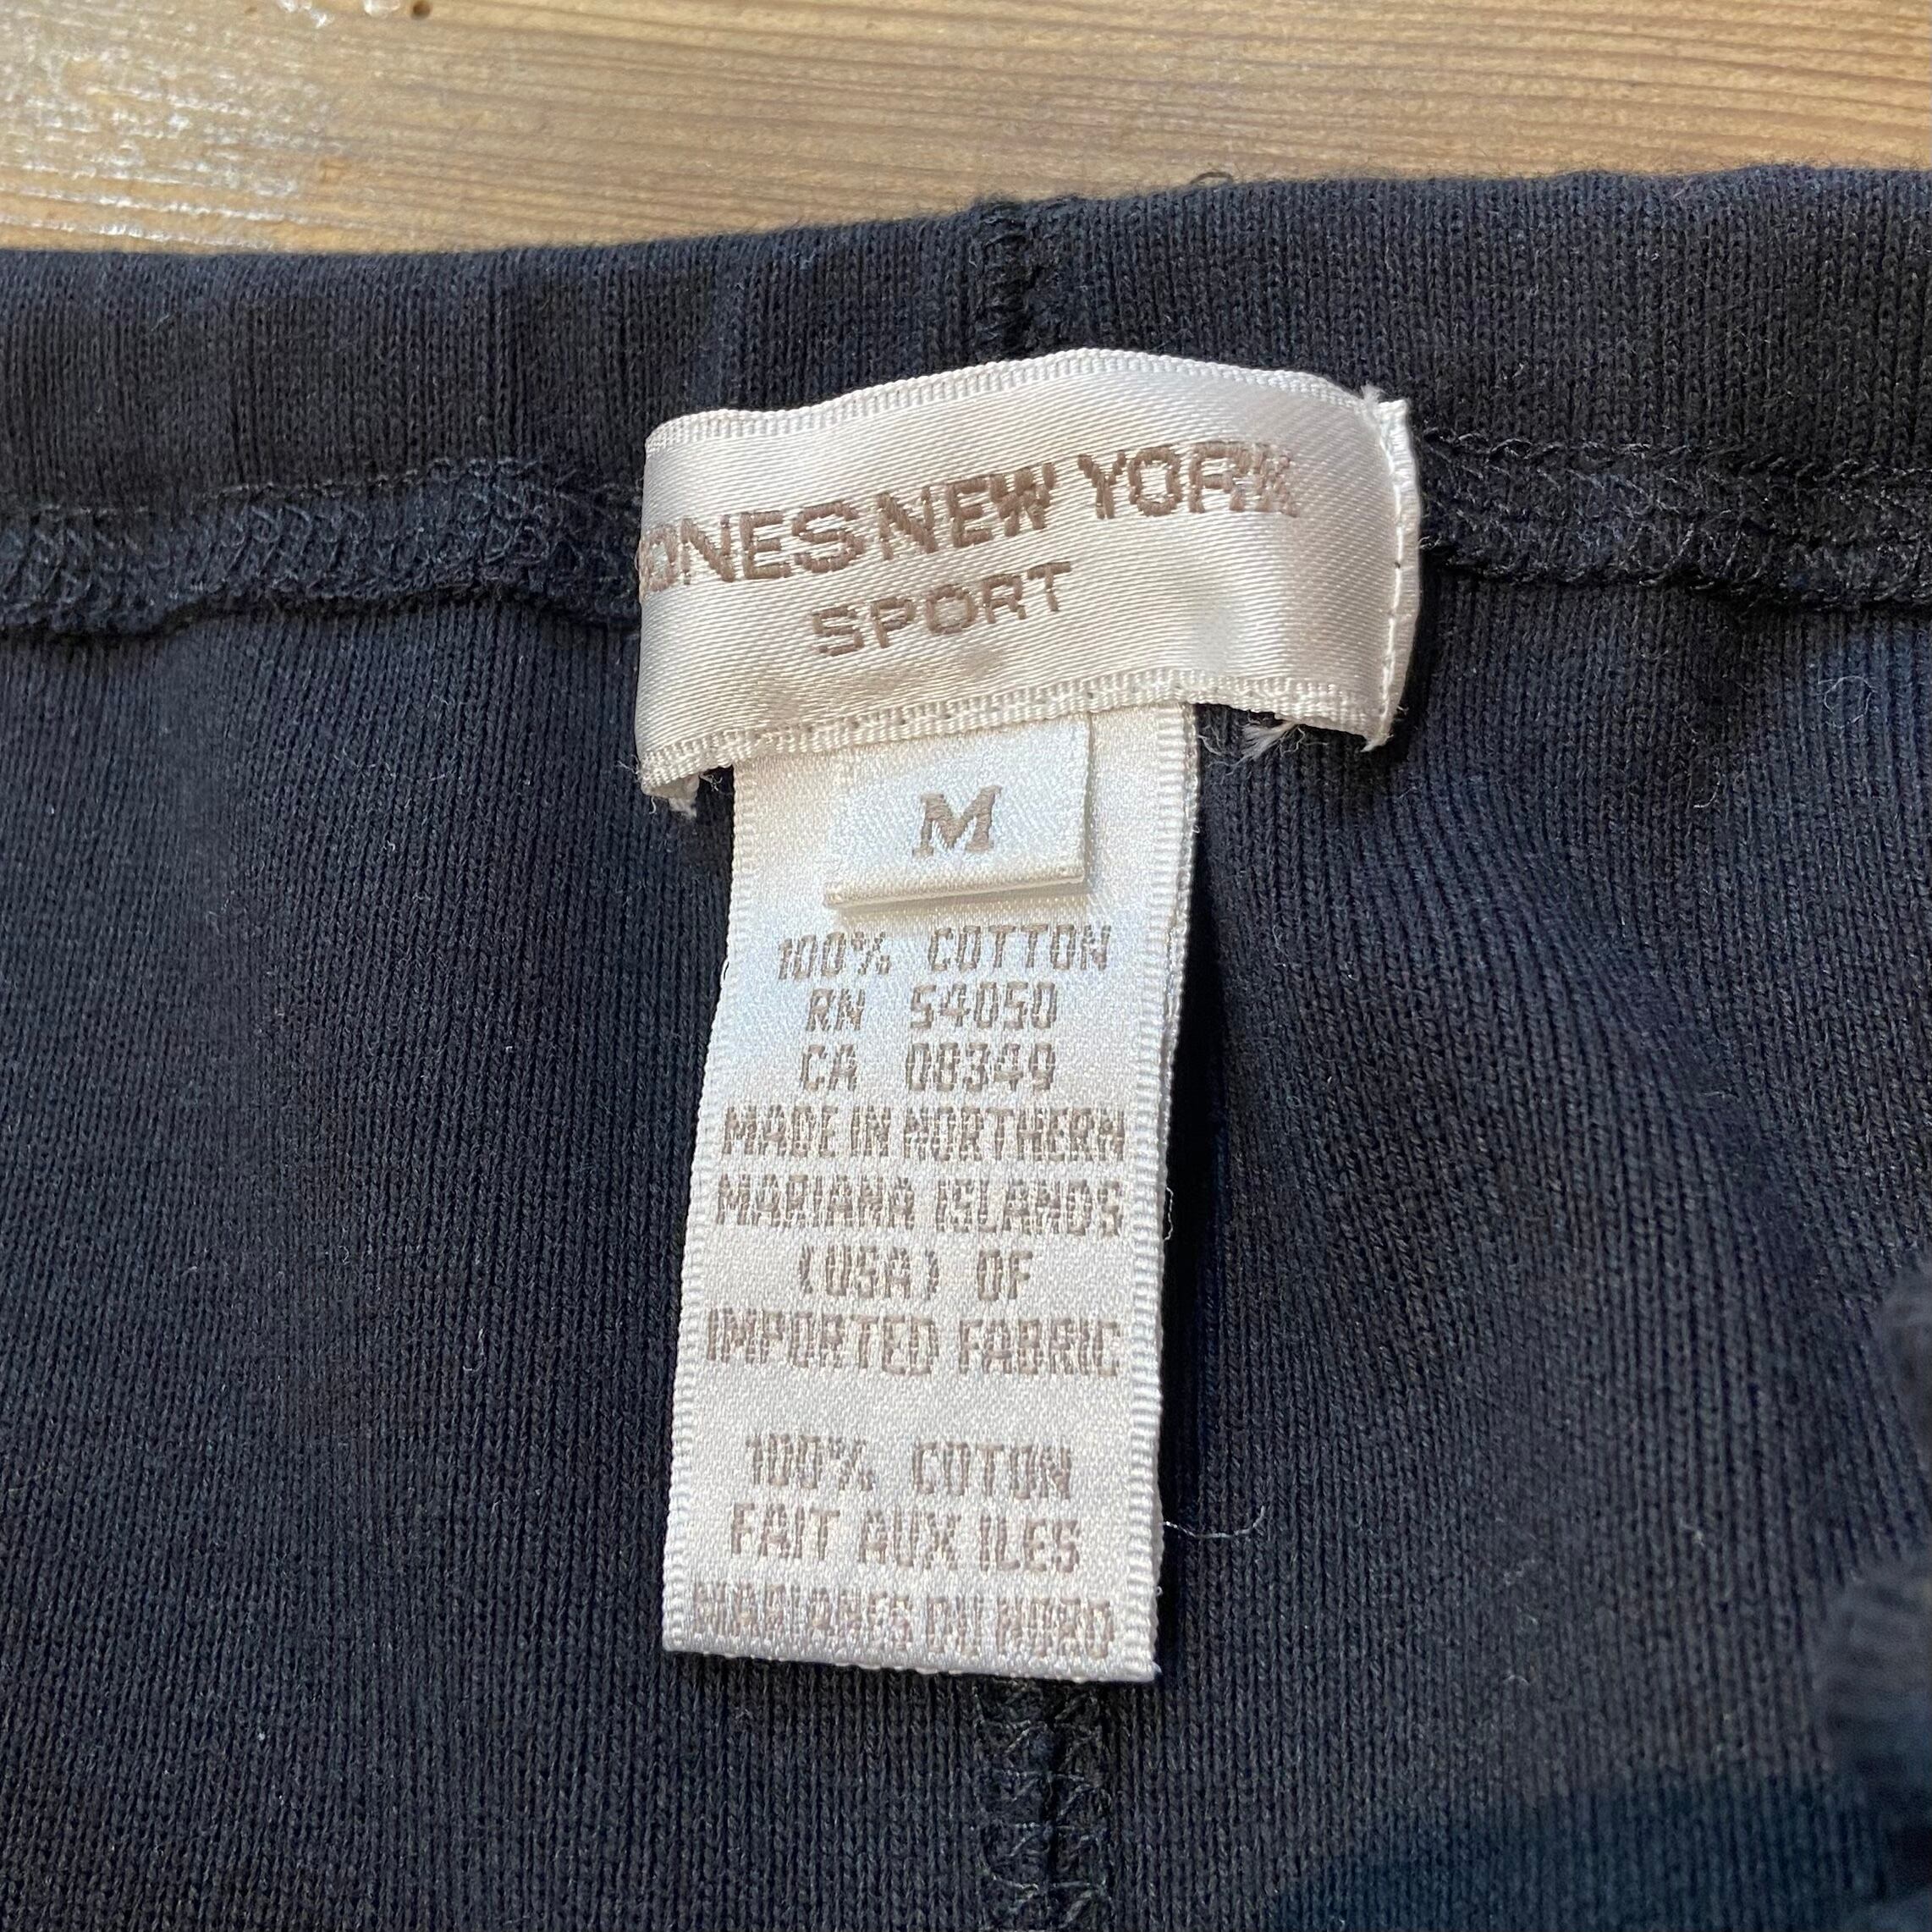 JONES NEW YORK
SPORT
M
100% COTTON
RN 54050
CA 08349
MADE IN NORTHERN
MARIANA ISLANDS
(USA) OF
IMPORTED FABRIC
100% COTON
FAIT AUX ILES
MARIANES DU NORD